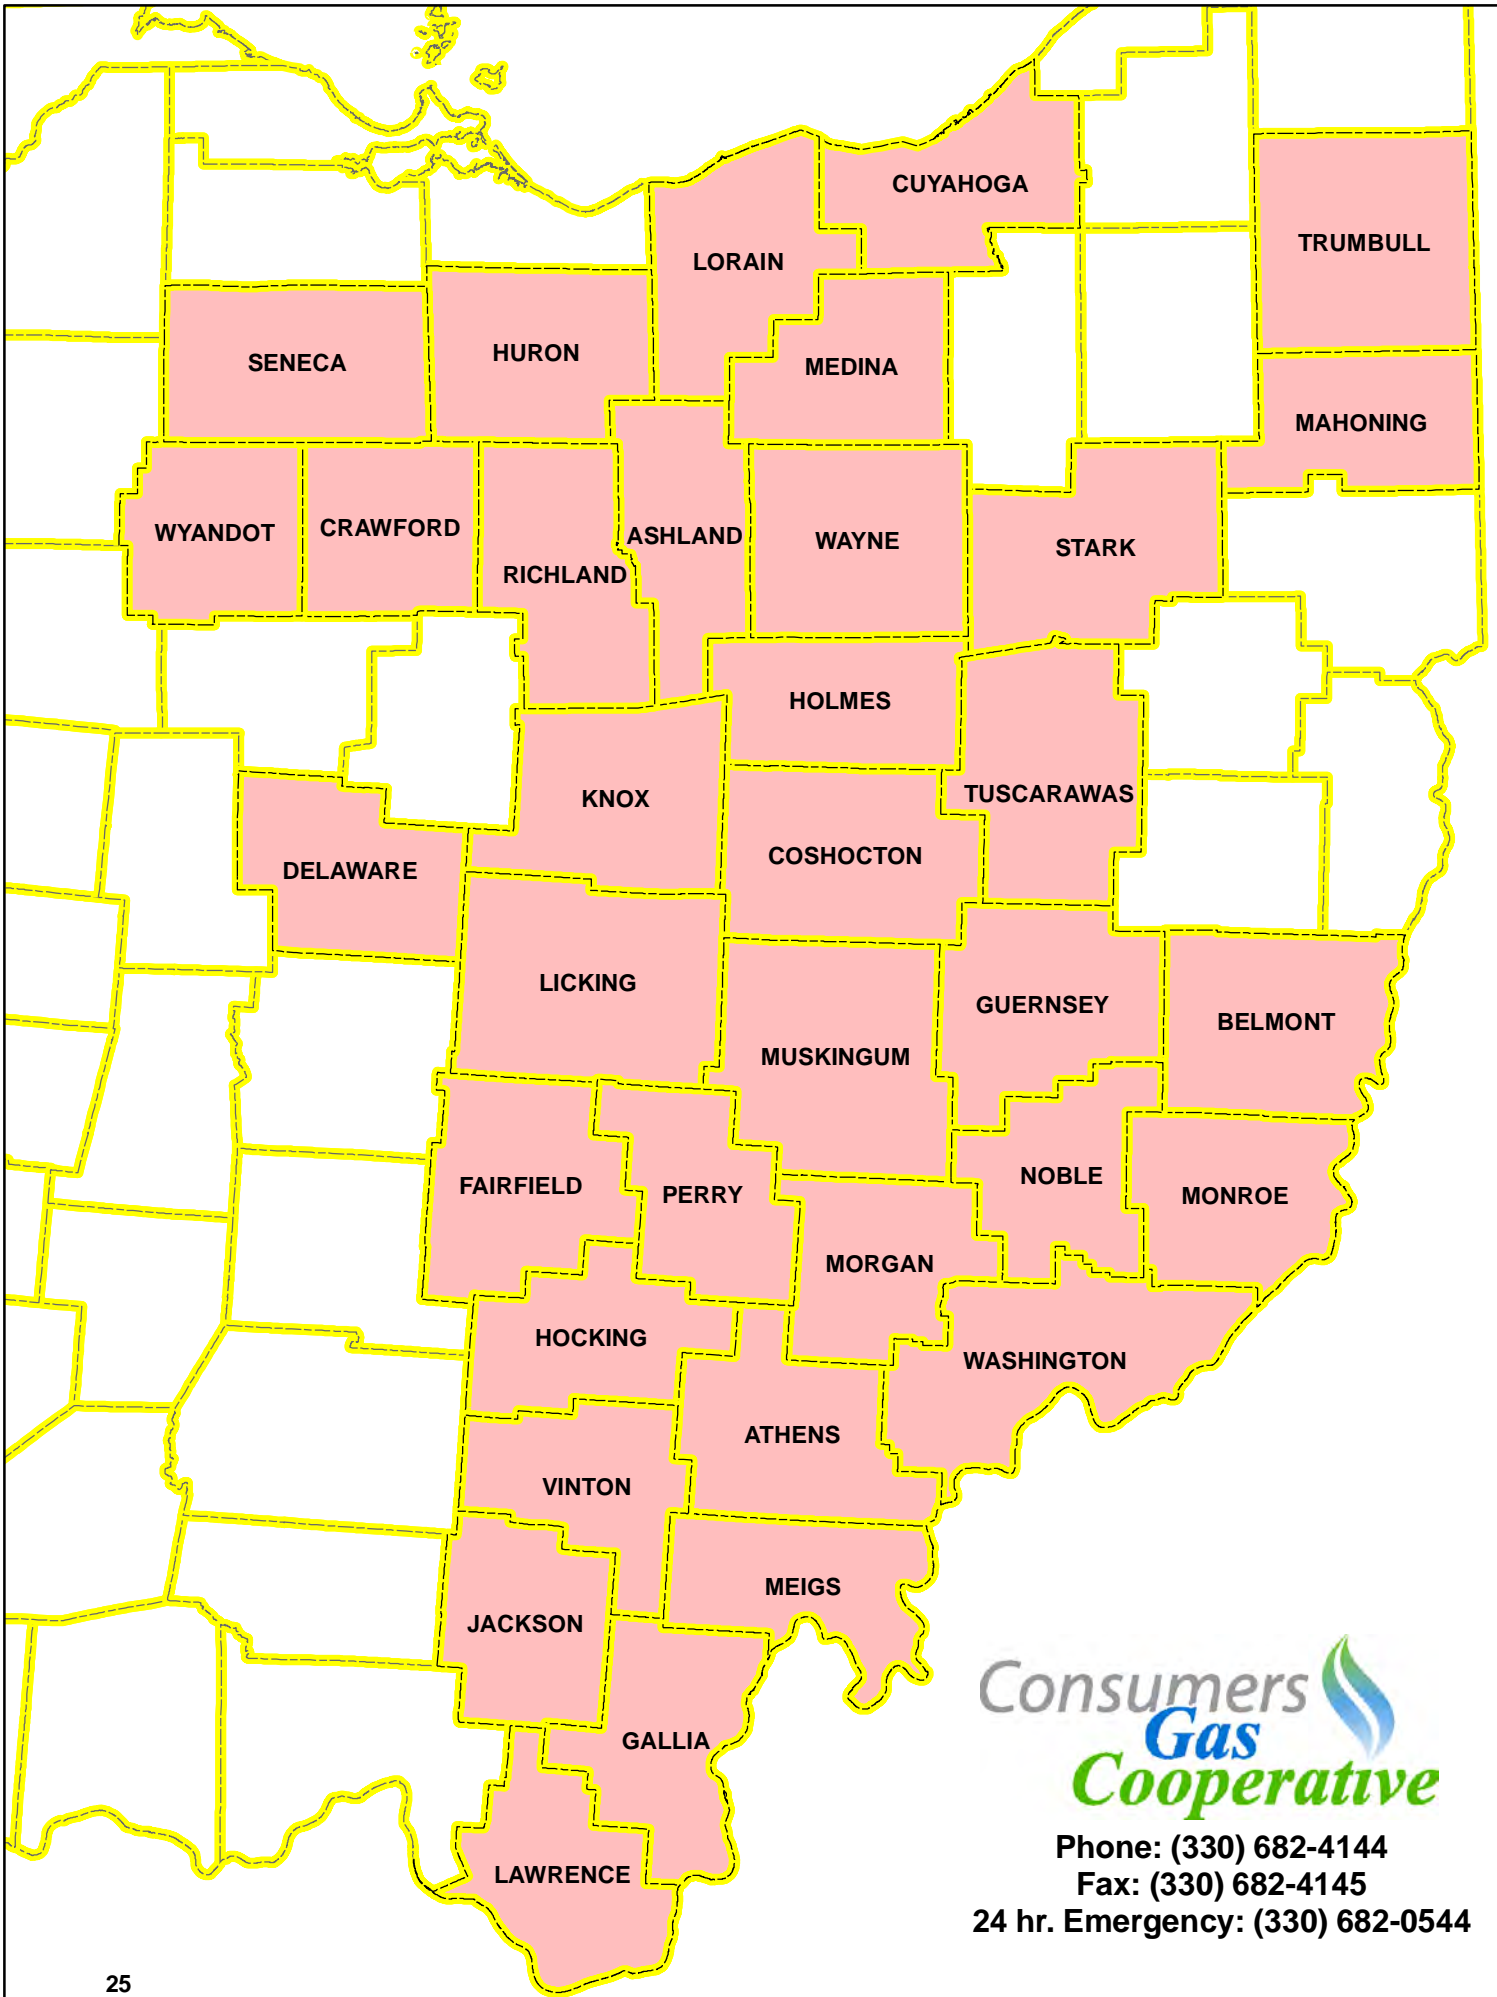 CUYAHOGA
TRUMBULL
LORAIN
HURON
SENECA
MEDINA
MAHONING
WYANDOT
CRAWFORD
ASHLAND
WAYNE
STARK
RICHLAND
HOLMES
KNOX
TUSCARAWAS
COSHOCTON
DELAWARE
LICKING
GUERNSEY
BELMONT
MUSKINGUM
NOBLE
FAIRFIELD
PERRY
MONROE
MORGAN
HOCKING
WASHINGTON
ATHENS
VINTON
MEIGS
JACKSON
GALLIA
LAWRENCE
Consumers
Gas
Cooperative
Phone: (330) 682-4144
Fax: (330) 682-4145
24 hr. Emergency: (330) 682-0544
25